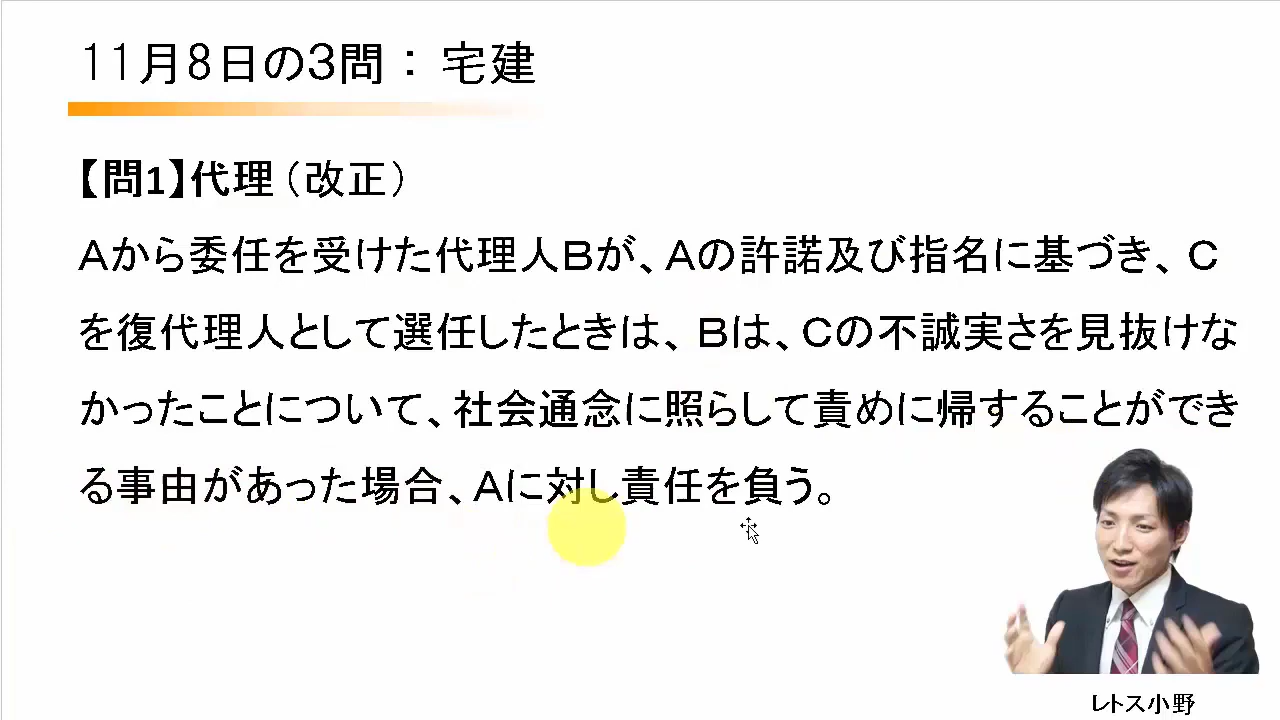 11月8日の3問：宅建
【問1】代理（改正）
Aから委任を受けた代理人Bが、Aの許諾及び指名に基づき、C
を復代理人として選任したときは、Bは、Cの不誠実さを見抜けな
かったことについて、社会通念に照らして責めに帰することができ
る事由があった場合、Aに対し責任を負う。
レトス小野